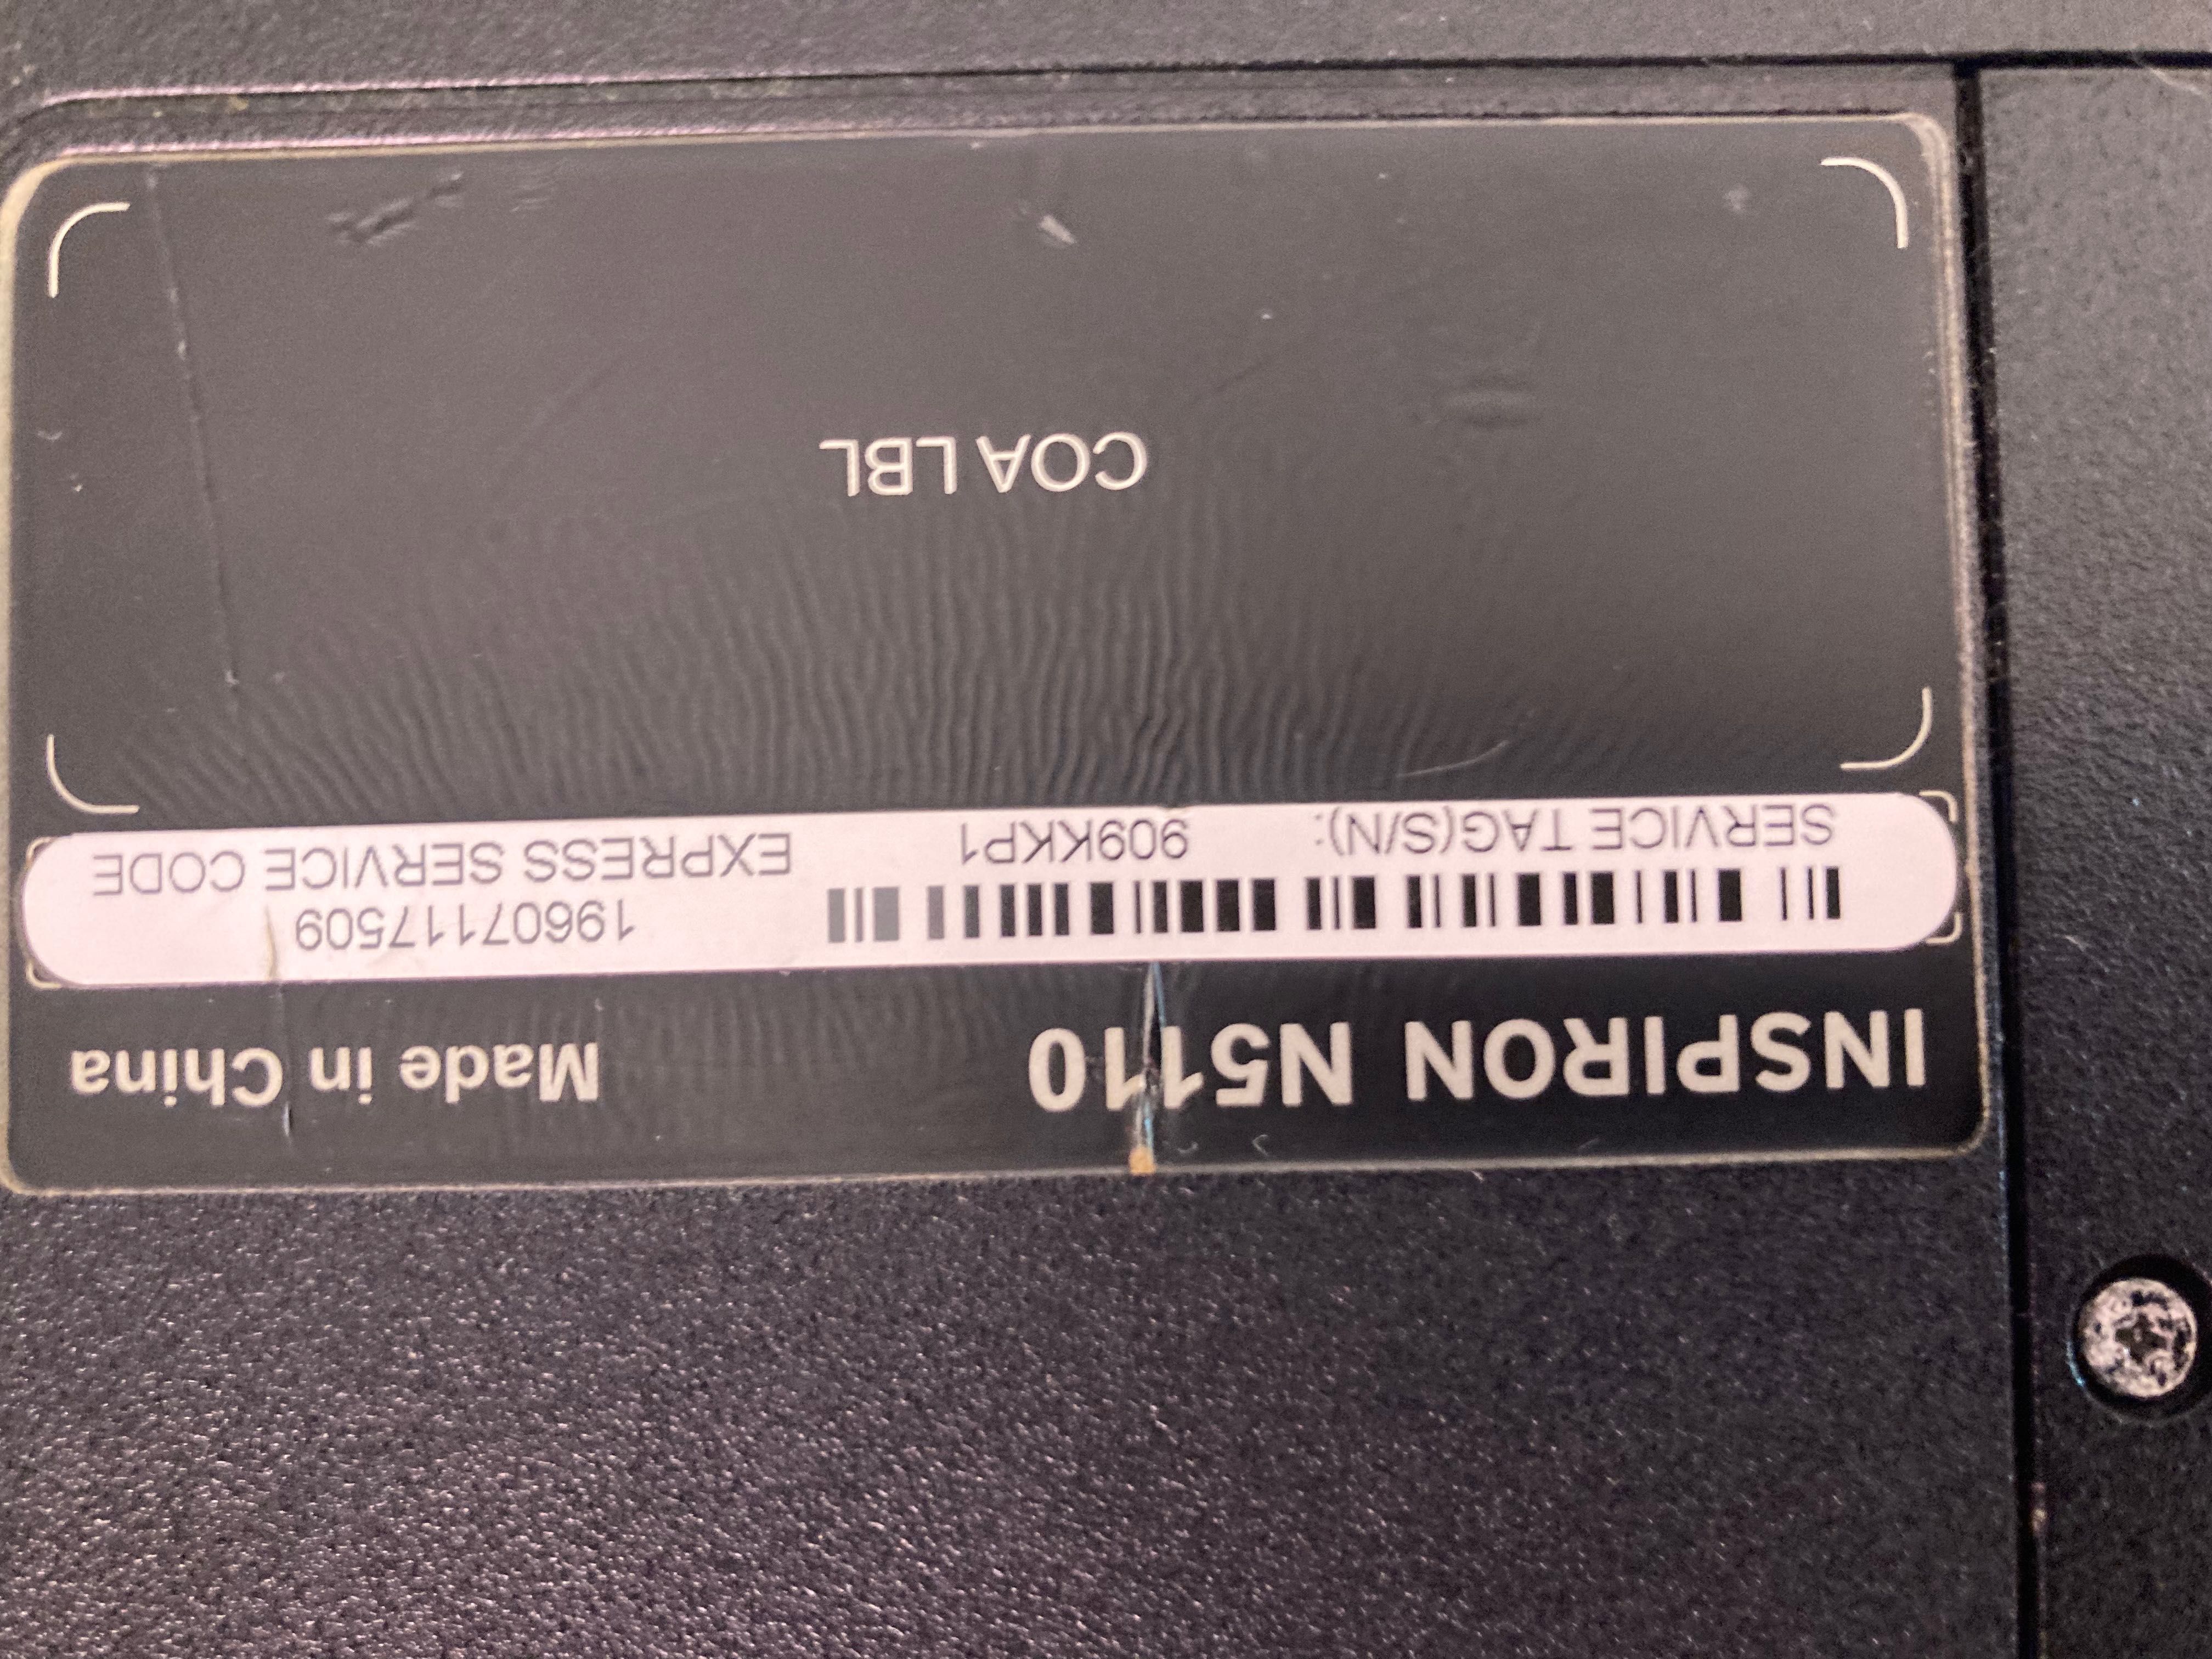 INSPIRON N5110 Made in China
19607117509
SERVICE TAG(S/N): 909KKP1 EXPRESS SERVICE CODE
COA LBL